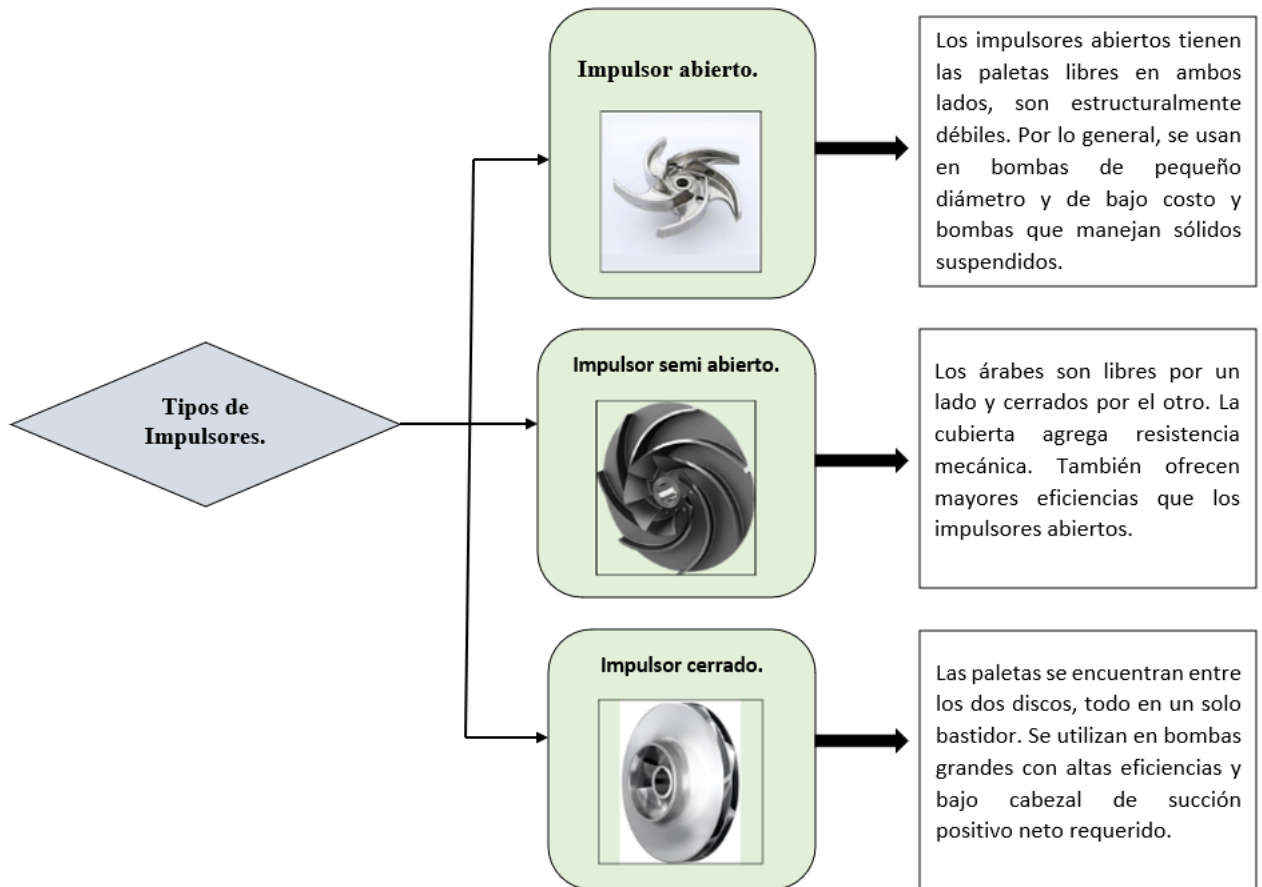 Tipos de
Impulsores.
Impulsor abierto.
Los impulsores abiertos tienen
las paletas libres en ambos
lados, son estructuralmente
débiles. Por lo general, se usan
en bombas de pequeño
diámetro y de bajo costo y
bombas que manejan sólidos
suspendidos.
Impulsor semi abierto.
Los árabes son libres por un
lado y cerrados por el otro. La
cubierta agrega resistencia
mecánica. También ofrecen
mayores eficiencias que los
impulsores abiertos.
Impulsor cerrado.
Las paletas se encuentran entre
los dos discos, todo en un solo
bastidor. Se utilizan en bombas
grandes con altas eficiencias y
bajo cabezal de succión
positivo neto requerido.